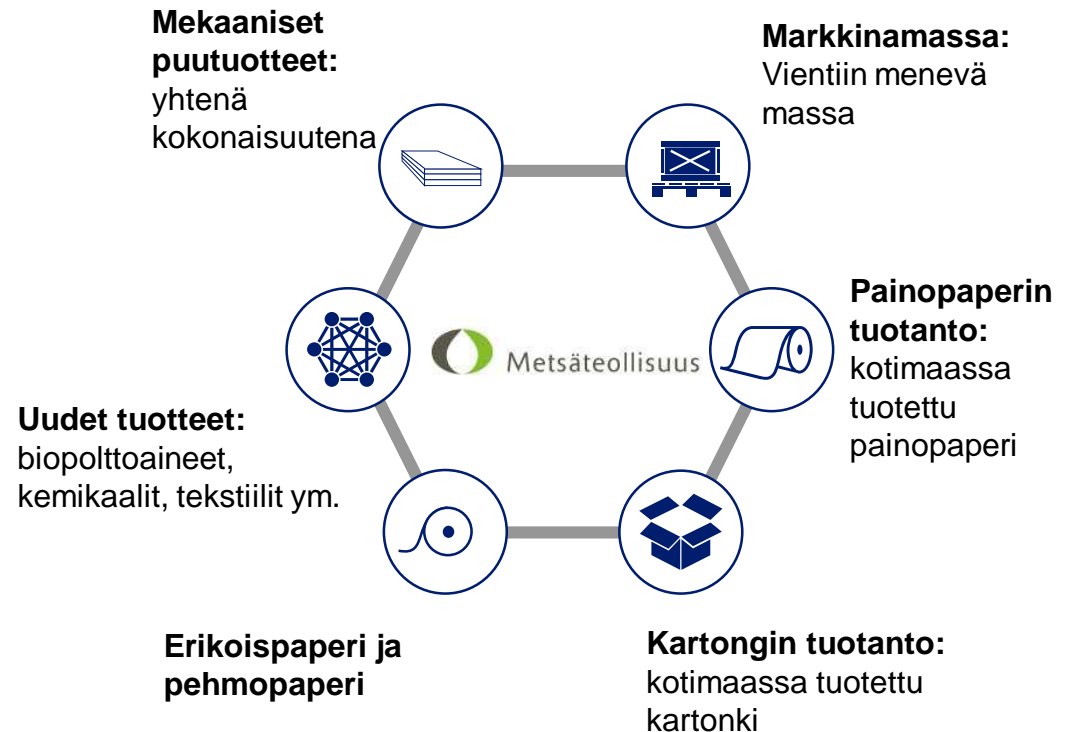 Mekaaniset
puutuotteet:
yhtenä
kokonaisuutena
Markkinamassa:
Vientiin menevä
massa
Painopaperin
tuotanto:
kotimaassa
tuotettu
painopaperi
Metsäteollisuus
Uudet tuotteet:
biopolttoaineet,
kemikaalit, tekstiilit ym.
Erikoispaperi ja
pehmopaperi
Kartongin tuotanto:
kotimaassa tuotettu
kartonki